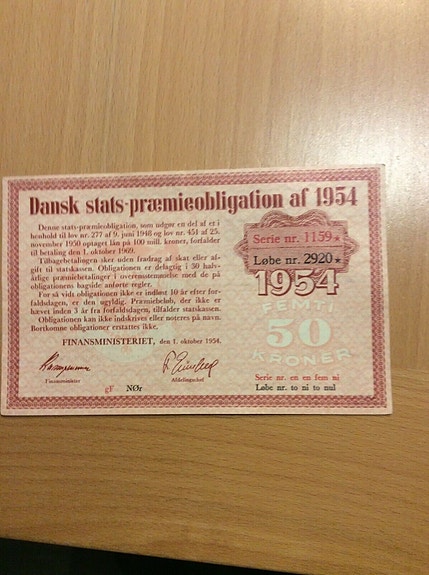 Dansk stats-præmieobligation af 1954
Denne stats-præmieobligation, som udgør en del af et i
henhold til lov nr. 277 af 9. juni 1948 og lov nr. 451 af 25.
november 1950 optaget lån på 100 mill. kroner, forfalder
til betaling den 1. oktober 1969.
Tilbagebetalingen sker uden fradrag af skat eller af-
gift til statskassen. Obligationen er delagtig i 30 halv-
årlige præmiebetalinger i overensstemmelse med de på
obligationens bagside anførte regler.
For så vidt obligationen ikke er indløst 10 år efter for-
faldsdagen, er den ugyldig. Præmiebeløb, der ikke er
hævet inden 3 år fra forfaldsdagen, tilfalder statskassen.
Obligationen kan ikke indskrives eller noteres på navn.
Bortkomne obligationer erstattes ikke.
FINANSMINISTERIET, den 1. oktober 1954.
Finansminister
Afdelingschef
gF NØr
Serie nr. 1159★
Løbe nr. 2920★
1954
50
KRONER
Serie nr. en en fem ni
Løbe nr. to ni to nul